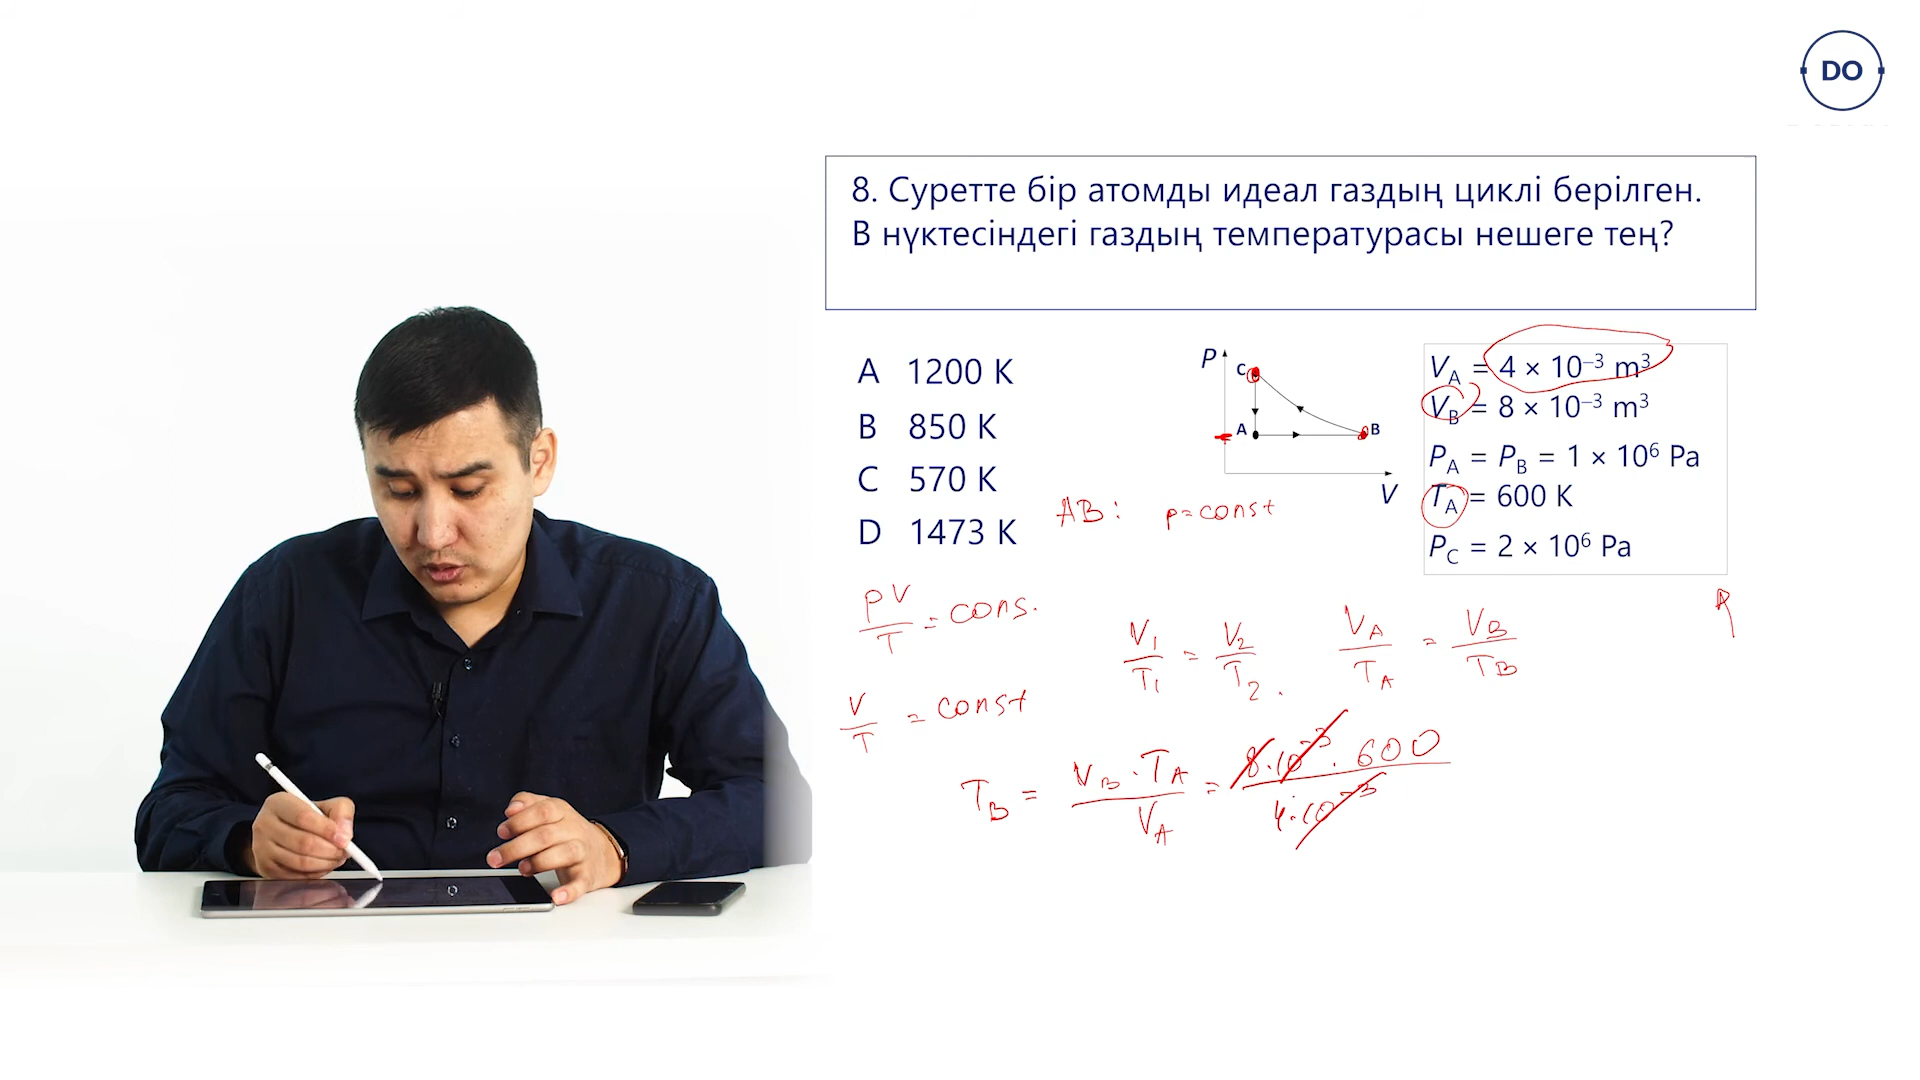 DO
8. Суретте бір атомды идеал газдың циклі берілген.
В нүктесіндегі газдың температурасы нешеге тең?
A 1200 K
B 850 K
C 570 K
D 1473 K
P
C
A
B
V
V_A = 4 × 10⁻³ m³
V_B = 8 × 10⁻³ m³
P_A = P_B = 1 × 10⁶ Pa
T_A = 600 K
P_C = 2 × 10⁶ Pa
AB: p=const
pV/T = cons.
V₁/T₁ = V₂/T₂.
V_A/T_A = V_B/T_B
V/T = const
T_B = V_B · T_A / V_A = 8·10⁻³ · 600 / 4·10⁻³